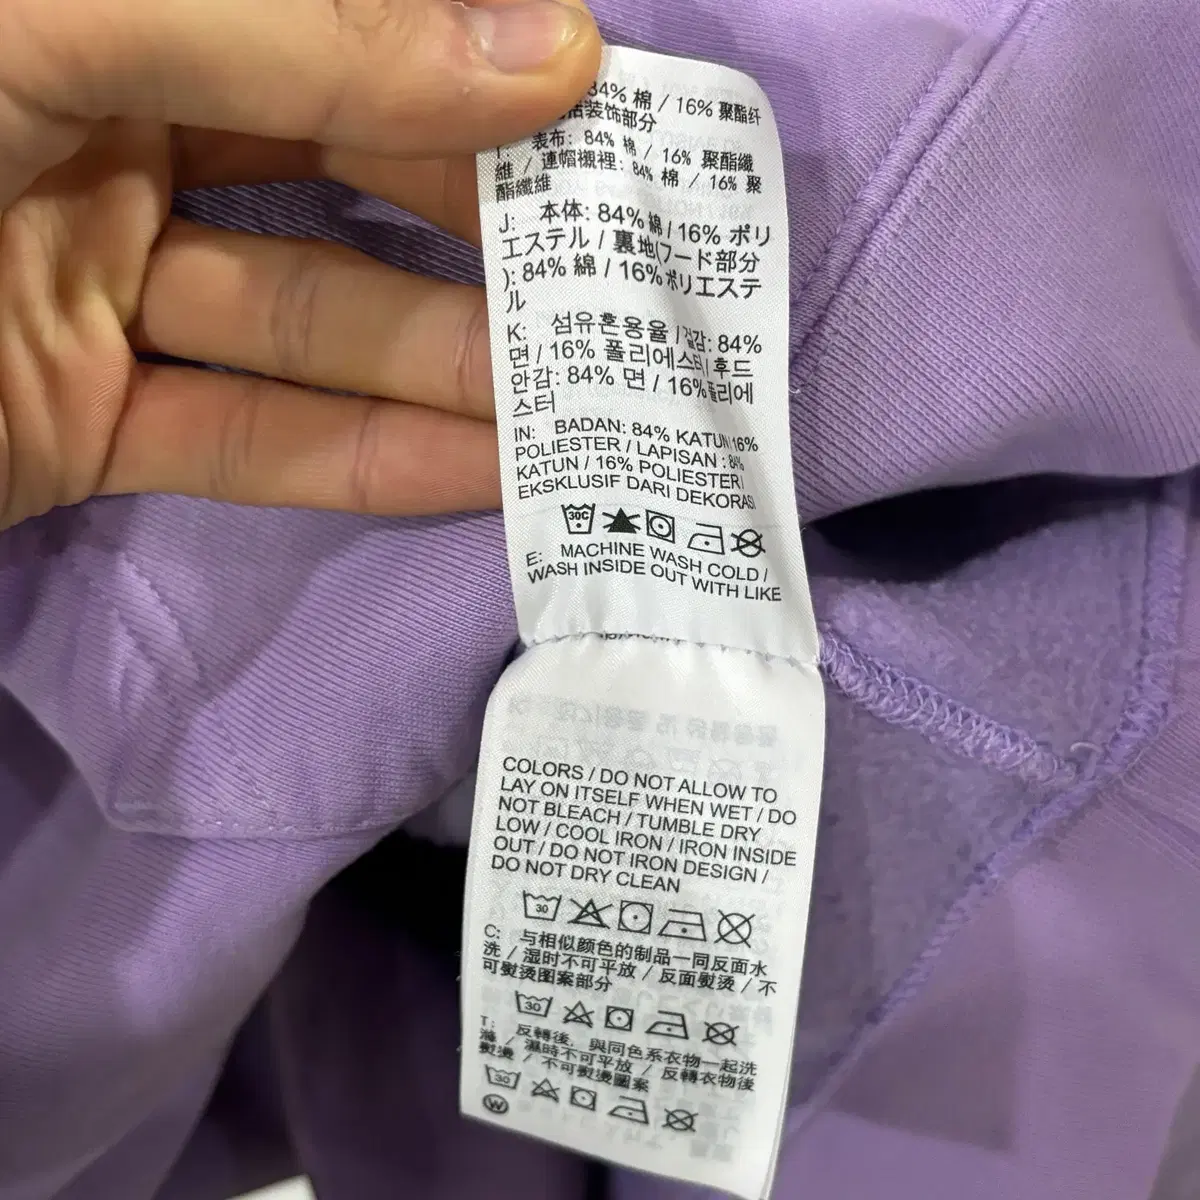 84% 棉 / 16% 聚酯纤
括装饰部分
T: 表布: 84% 棉 / 16% 聚酯纖
維 / 連帽襯裡: 84% 棉 / 16% 聚
酯纖維
J: 本体: 84% 綿 / 16% ポリ
エステル / 裏地(フード部分
): 84% 綿 / 16% ポリエステ
ル
K: 섬유혼용율 / 겉감: 84%
면 / 16% 폴리에스터 / 후드
안감: 84% 면 / 16% 폴리에
스터
IN: BADAN: 84% KATUN 16%
POLIESTER / LAPISAN : 84%
KATUN / 16% POLIESTER/
EKSKLUSIF DARI DEKORASI
30C
E: MACHINE WASH COLD /
WASH INSIDE OUT WITH LIKE
COLORS / DO NOT ALLOW TO
LAY ON ITSELF WHEN WET / DO
NOT BLEACH / TUMBLE DRY
LOW / COOL IRON / IRON INSIDE
OUT / DO NOT IRON DESIGN /
DO NOT DRY CLEAN
30
C: 与相似颜色的制品一同反面水
洗 / 湿时不可平放 / 反面熨烫 / 不
可熨烫图案部分
30
T: 反轉後, 與同色系衣物一起洗
滌 / 濕時不可平放 / 反轉衣物後
熨燙 / 不可熨燙圖案
30
W